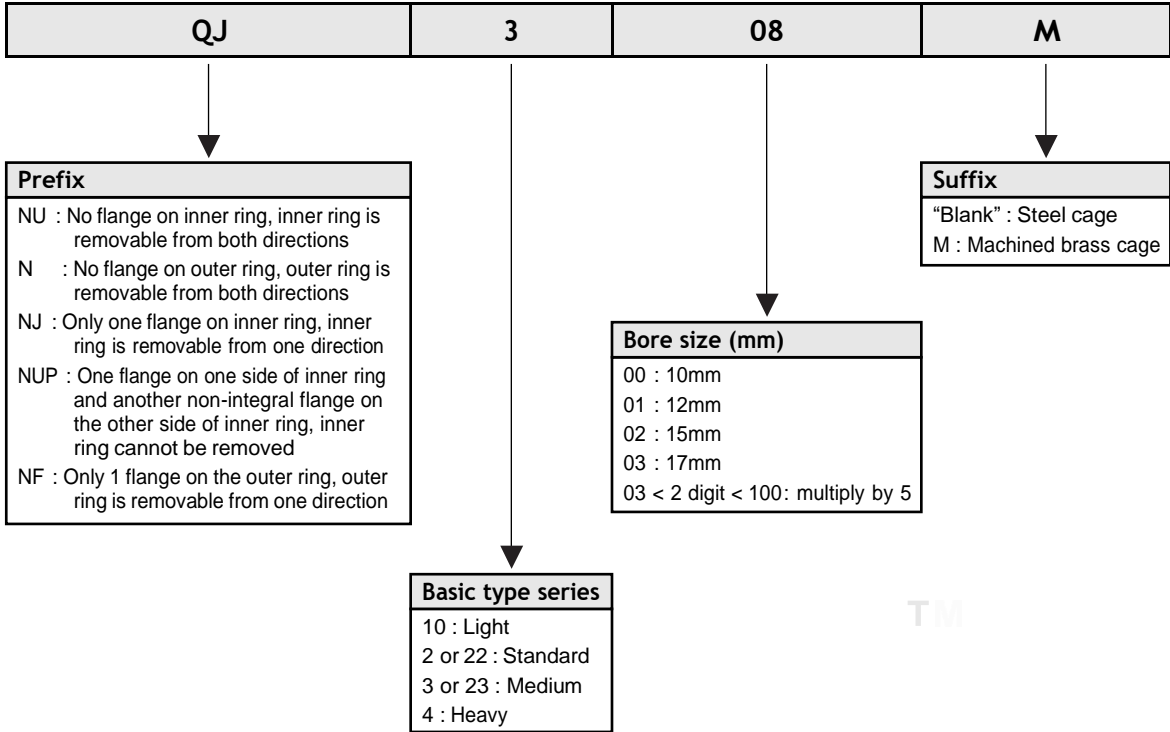 QJ 3 08 M
Prefix
NU : No flange on inner ring, inner ring is
removable from both directions
N : No flange on outer ring, outer ring is
removable from both directions
NJ : Only one flange on inner ring, inner
ring is removable from one direction
NUP : One flange on one side of inner ring
and another non-integral flange on
the other side of inner ring, inner
ring cannot be removed
NF : Only 1 flange on the outer ring, outer
ring is removable from one direction
Suffix
“Blank” : Steel cage
M : Machined brass cage
Bore size (mm)
00 : 10mm
01 : 12mm
02 : 15mm
03 : 17mm
03 < 2 digit < 100: multiply by 5
Basic type series
10 : Light
2 or 22 : Standard
3 or 23 : Medium
4 : Heavy
TM